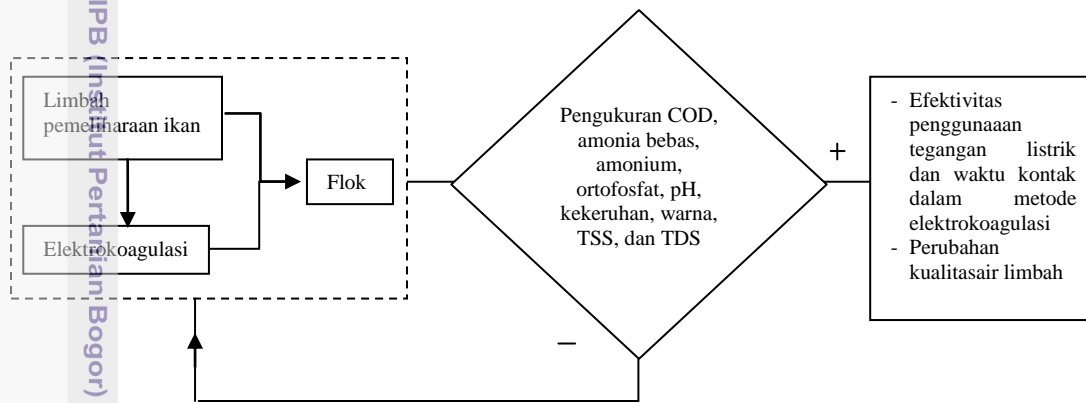 IPB (Institut Pertanian Bogor)
Limbah
pemeliharaan ikan
Elektrokoagulasi
Flok
Pengukuran COD,
amonia bebas,
amonium,
ortofosfat, pH,
kekeruhan, warna,
TSS, dan TDS
+
–
- Efektivitas
penggunaaan
tegangan listrik
dan waktu kontak
dalam metode
elektrokoagulasi
- Perubahan
kualitasair limbah